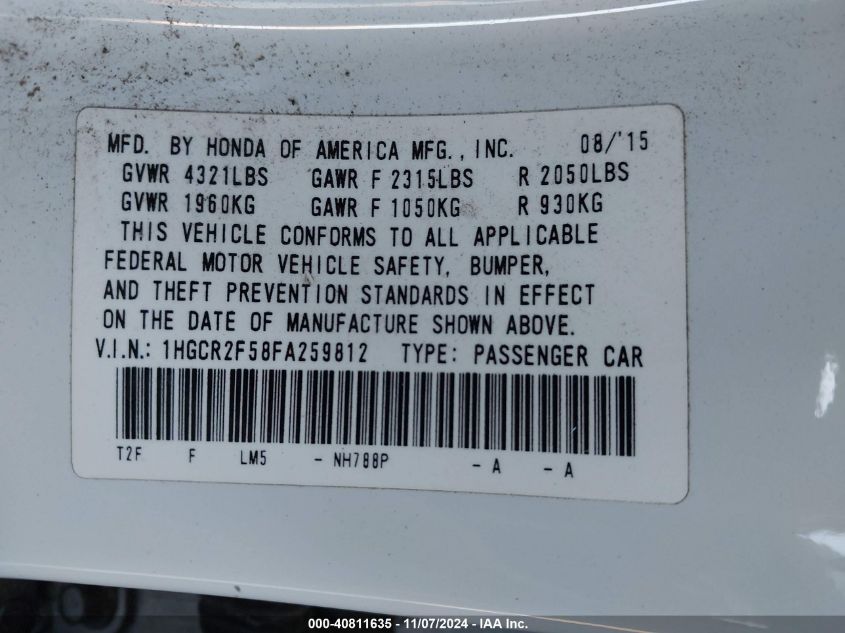 MFD. BY HONDA OF AMERICA MFG., INC. 08/'15
GVWR 4321LBS GAWR F 2315LBS R 2050LBS
GVWR 1960KG GAWR F 1050KG R 930KG
THIS VEHICLE CONFORMS TO ALL APPLICABLE
FEDERAL MOTOR VEHICLE SAFETY, BUMPER,
AND THEFT PREVENTION STANDARDS IN EFFECT
ON THE DATE OF MANUFACTURE SHOWN ABOVE.
V.I.N.: 1HGCR2F58FA259812 TYPE: PASSENGER CAR
T2F F LM5 - NH788P - A - A
000-40811635 - 11/07/2024 - IAA Inc.